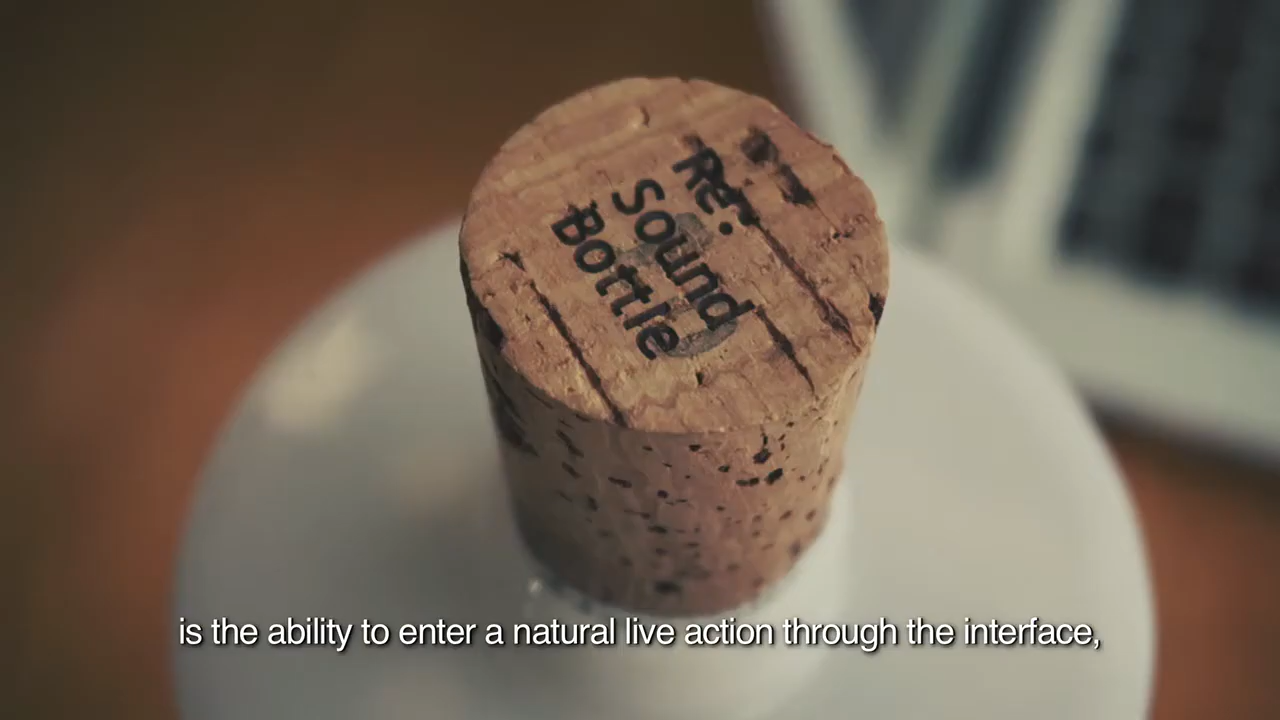 Re:
Sound
Bottle
is the ability to enter a natural live action through the interface,